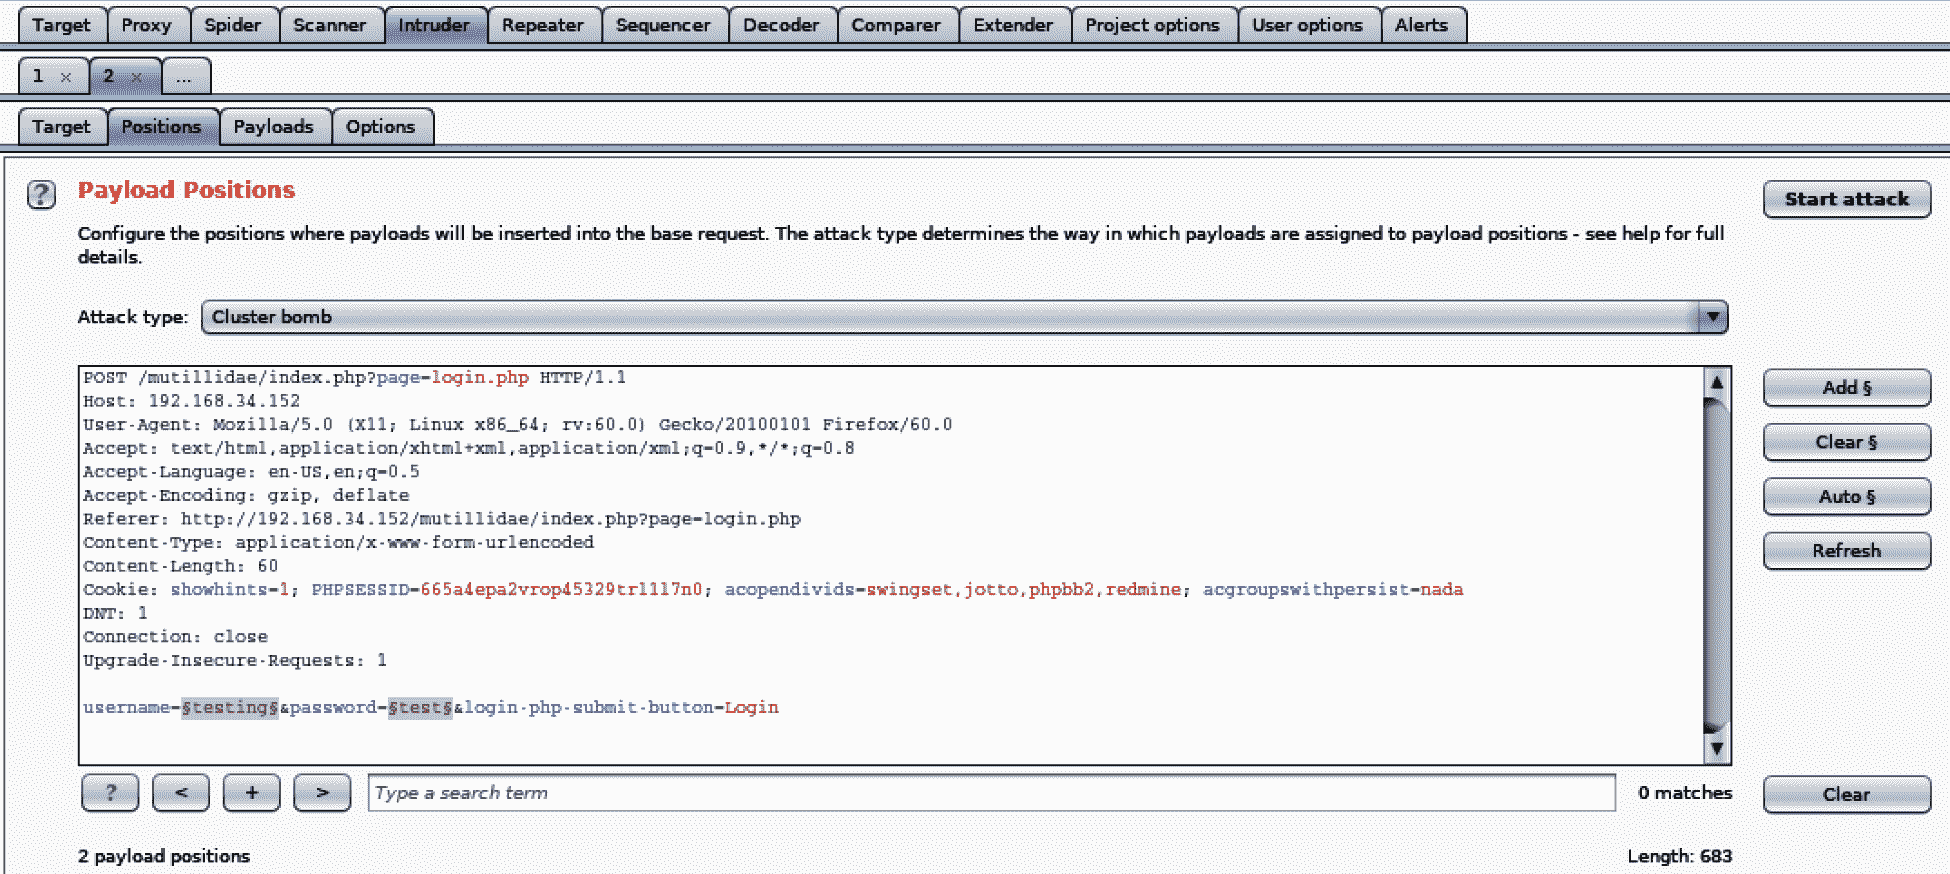 Target Proxy Spider Scanner Intruder Repeater Sequencer Decoder Comparer Extender Project options User options Alerts
1 × 2 × ...
Target Positions Payloads Options
? Payload Positions
Start attack
Configure the positions where payloads will be inserted into the base request. The attack type determines the way in which payloads are assigned to payload positions - see help for full
details.
Attack type: Cluster bomb
POST /mutillidae/index.php?page=login.php HTTP/1.1
Host: 192.168.34.152
User-Agent: Mozilla/5.0 (X11; Linux x86_64; rv:60.0) Gecko/20100101 Firefox/60.0
Accept: text/html,application/xhtml+xml,application/xml;q=0.9,*/*;q=0.8
Accept-Language: en-US,en;q=0.5
Accept-Encoding: gzip, deflate
Referer: http://192.168.34.152/mutillidae/index.php?page=login.php
Content-Type: application/x-www-form-urlencoded
Content-Length: 60
Cookie: showhints=1; PHPSESSID=665a4epa2vrop45329trl1l7n0; acopendivids=swingset,jotto,phpbb2,redmine; acgroupswithpersist=nada
DNT: 1
Connection: close
Upgrade-Insecure-Requests: 1
username=§testing§&password=§test§&login-php-submit-button=Login
Add §
Clear §
Auto §
Refresh
? < + > Type a search term 0 matches Clear
2 payload positions Length: 683